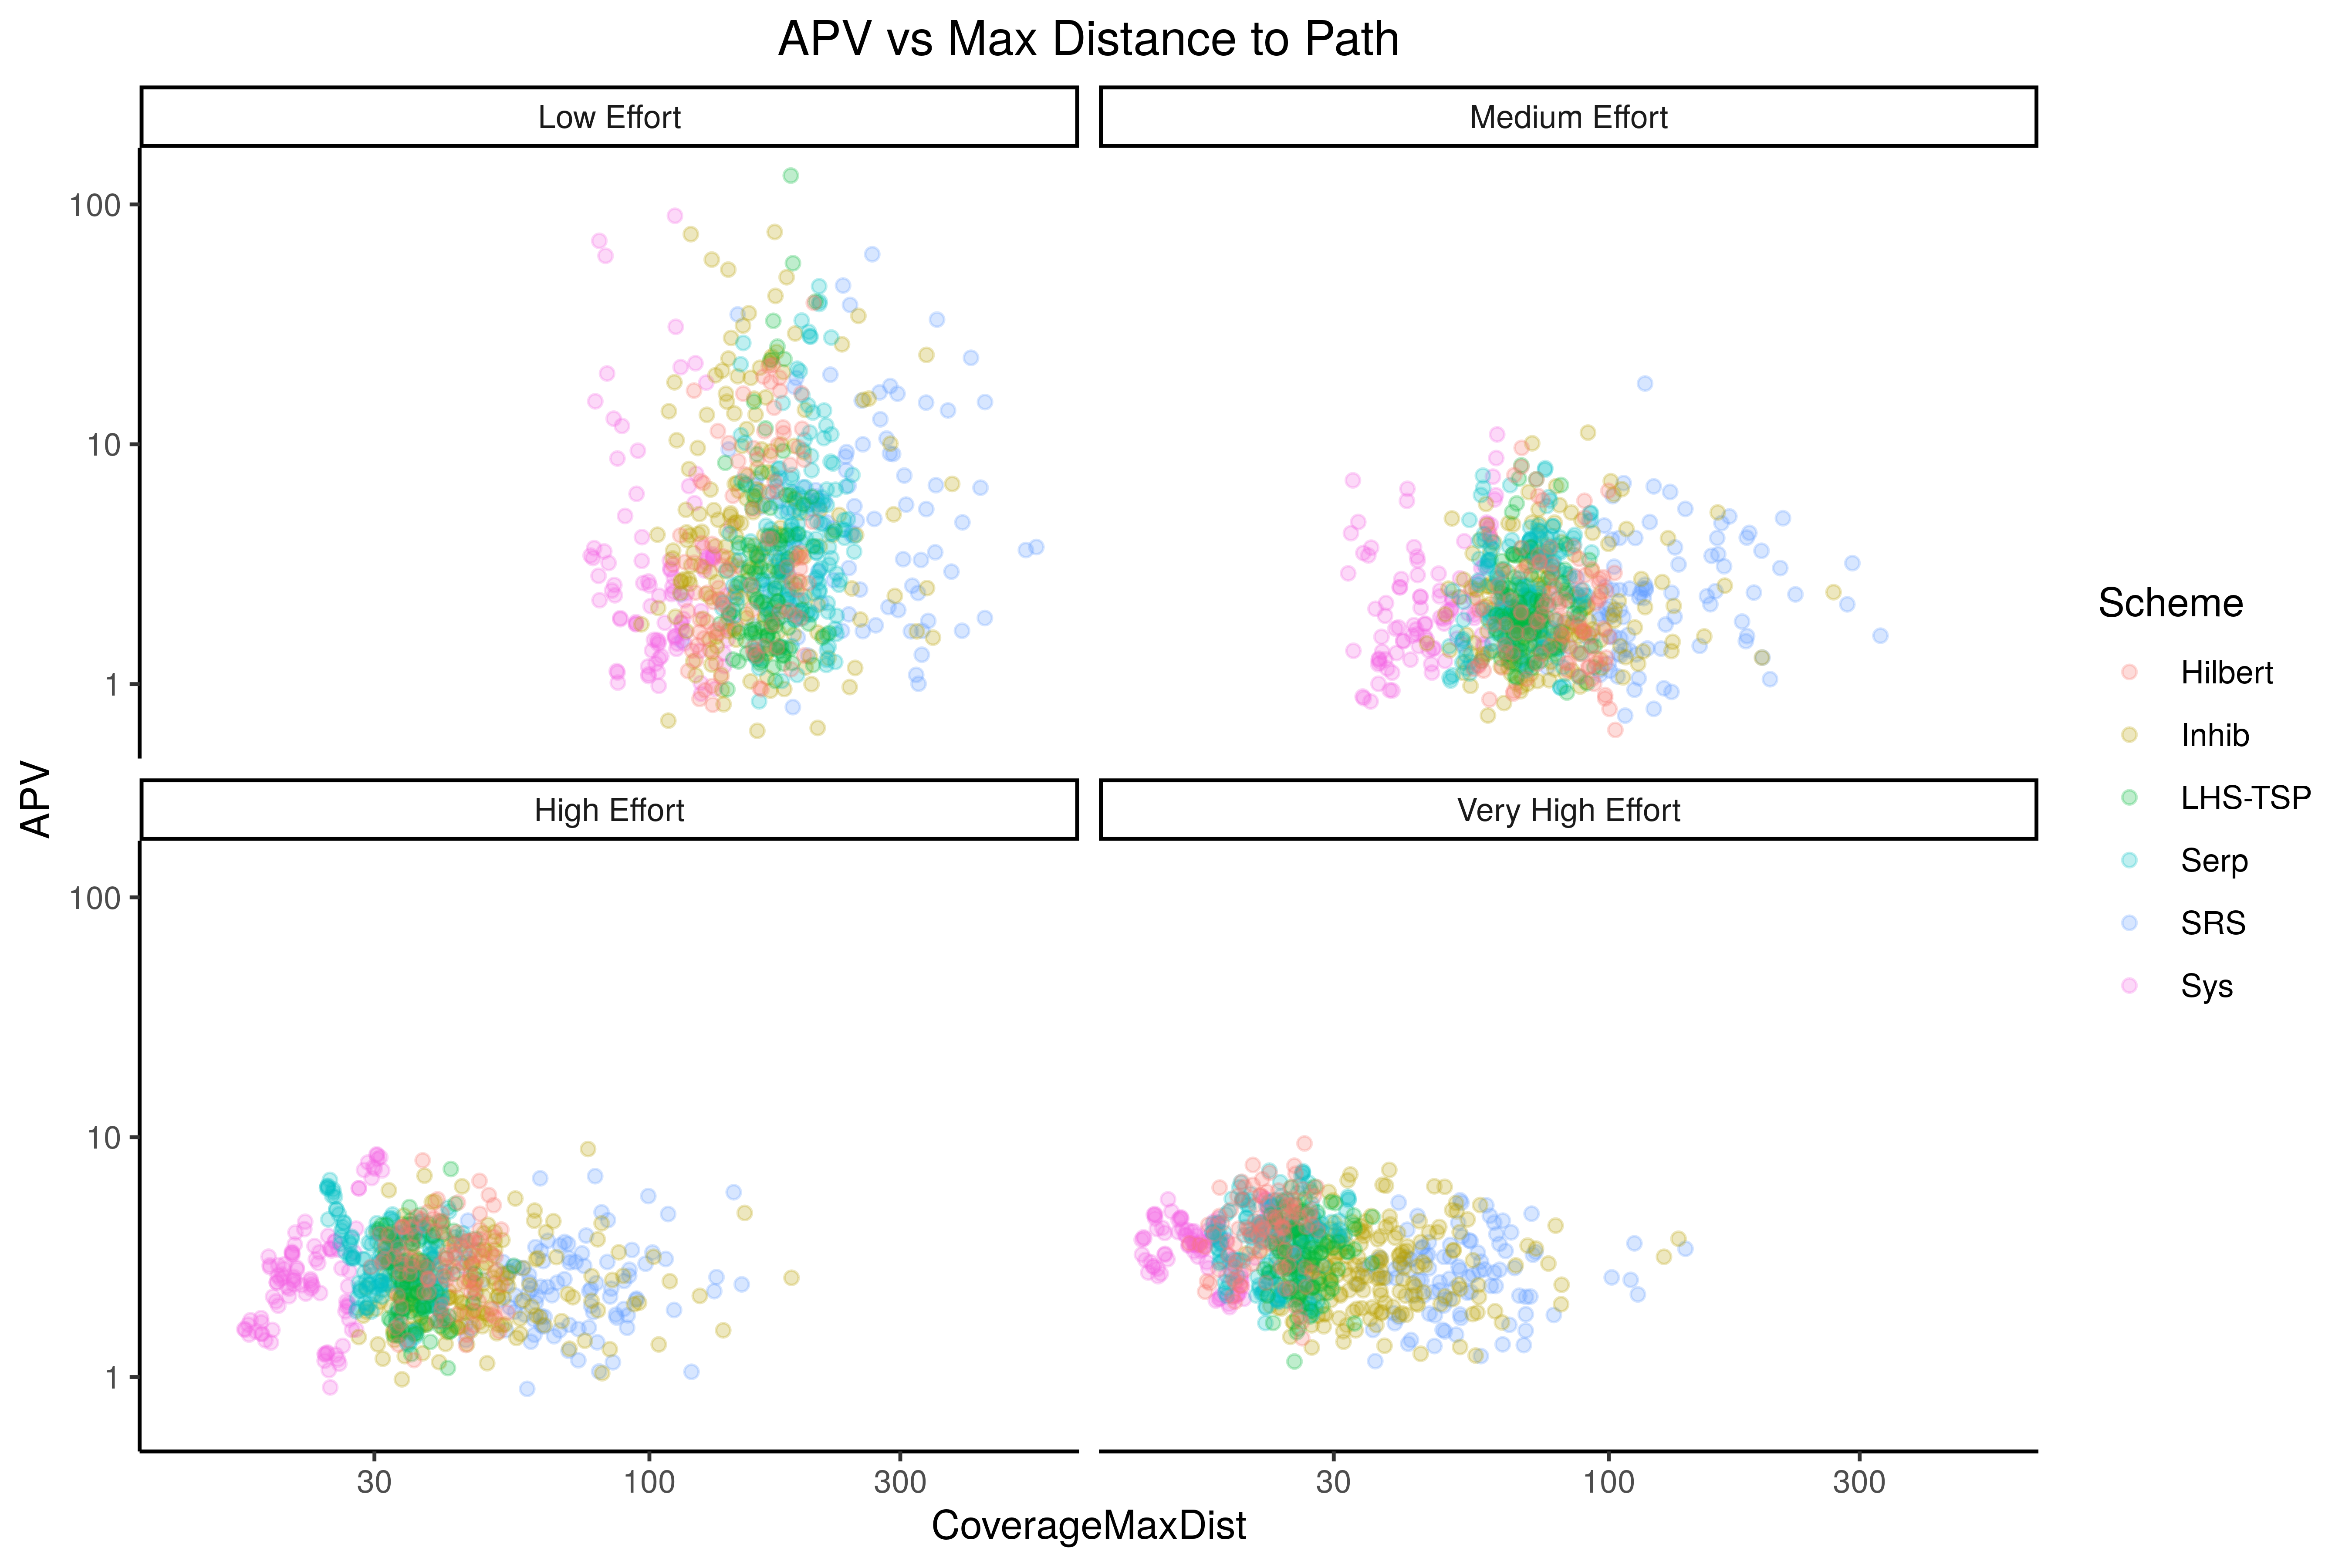 APV vs Max Distance to Path
Low Effort
Medium Effort
100
10
1
High Effort
Very High Effort
100
10
1
30
100
300
30
100
300
CoverageMaxDist
APV
Scheme
Hilbert
Inhib
LHS-TSP
Serp
SRS
Sys